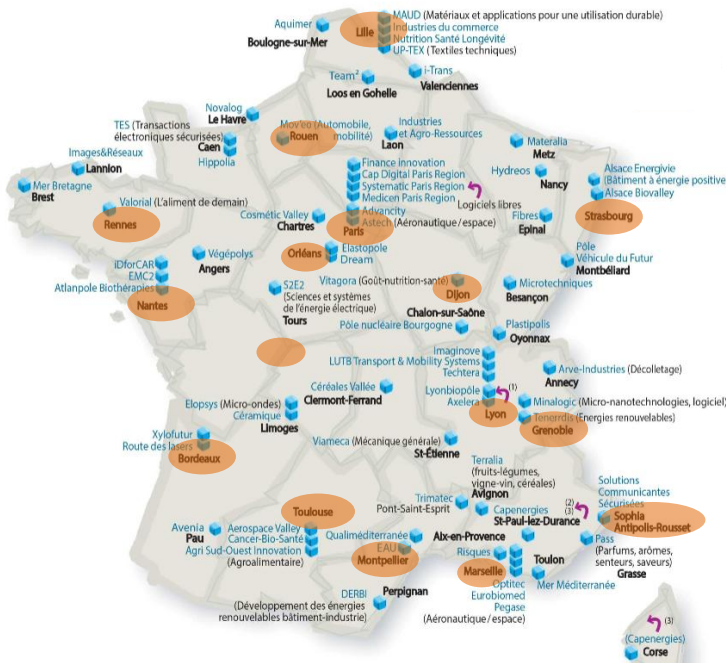 MAUD (Matériaux et applications pour une utilisation durable)
Aquimer
Lille
Industries du commerce
Boulogne-sur-Mer
Nutrition Santé Longévité
UP-TEX (Textiles techniques)
Team²
i-Trans
Loos en Gohelle
Valenciennes
Novalog
Le Havre
TES (Transactions
électroniques sécurisées)
Caen
Hippolia
Mov'eo (Automobile,
mobilité)
Rouen
Industries
et Agro-Ressources
Laon
Materalia
Metz
Images&Réseaux
Lannion
Mer Bretagne
Brest
Valorial (L'aliment de demain)
Rennes
Finance innovation
Cap Digital Paris Region
Systematic Paris Region
Medicen Paris Region
Logiciels libres
Advancity
Astech (Aéronautique/espace)
Paris
Hydreos
Nancy
Alsace Energivie
(Bâtiment à énergie positive
Alsace Biovalley
Strasbourg
Cosmétic Valley
Chartres
Fibres
Epinal
iDforCAR
EMC2
Atlanpole Biothérapies
Nantes
Végépolys
Angers
Orléans
Elastopole
Dream
Pôle
Véhicule du Futur
Montbéliard
S2E2
(Sciences et systèmes
de l'énergie électrique)
Tours
Vitagora (Goût-nutrition-santé)
Dijon
Microtechniques
Besançon
Chalon-sur-Saône
Pôle nucléaire Bourgogne
Plastipolis
Oyonnax
Imaginove
LUTB Transport & Mobility Systems
Techtera
Arve-Industries (Décolletage)
Annecy
Céréales Vallée
Clermont-Ferrand
Lyonbiopôle
(1)
Axelera
Lyon
Minalogic (Micro-nanotechnologies, logiciel)
Tenerrdis (Energies renouvelables)
Grenoble
Elopsys (Micro-ondes)
Céramique
Limoges
Xylofutur
Route des lasers
Bordeaux
Viameca (Mécanique générale)
St-Étienne
Terralia
(fruits-légumes,
vigne-vin, céréales)
Avignon
Trimatec
Pont-Saint-Esprit
Capenergies
(2)
(3)
St-Paul-lez-Durance
Solutions
Communicantes
Sécurisées
Sophia
Antipolis-Rousset
Toulouse
Avenia
Pau
Aerospace Valley
Cancer-Bio-Santé
Agri Sud-Ouest Innovation
(Agroalimentaire)
Qualiméditerranée
EAU
Montpellier
Aix-en-Provence
Risques
Marseille
Optitec
Eurobiomed
Pegase
(Aéronautique/espace)
Toulon
Mer Méditerranée
Pass
(Parfums, arômes,
senteurs, saveurs)
Grasse
DERBI
Perpignan
(Développement des énergies
renouvelables bâtiment-industrie)
(3)
(Capenergies)
Corse